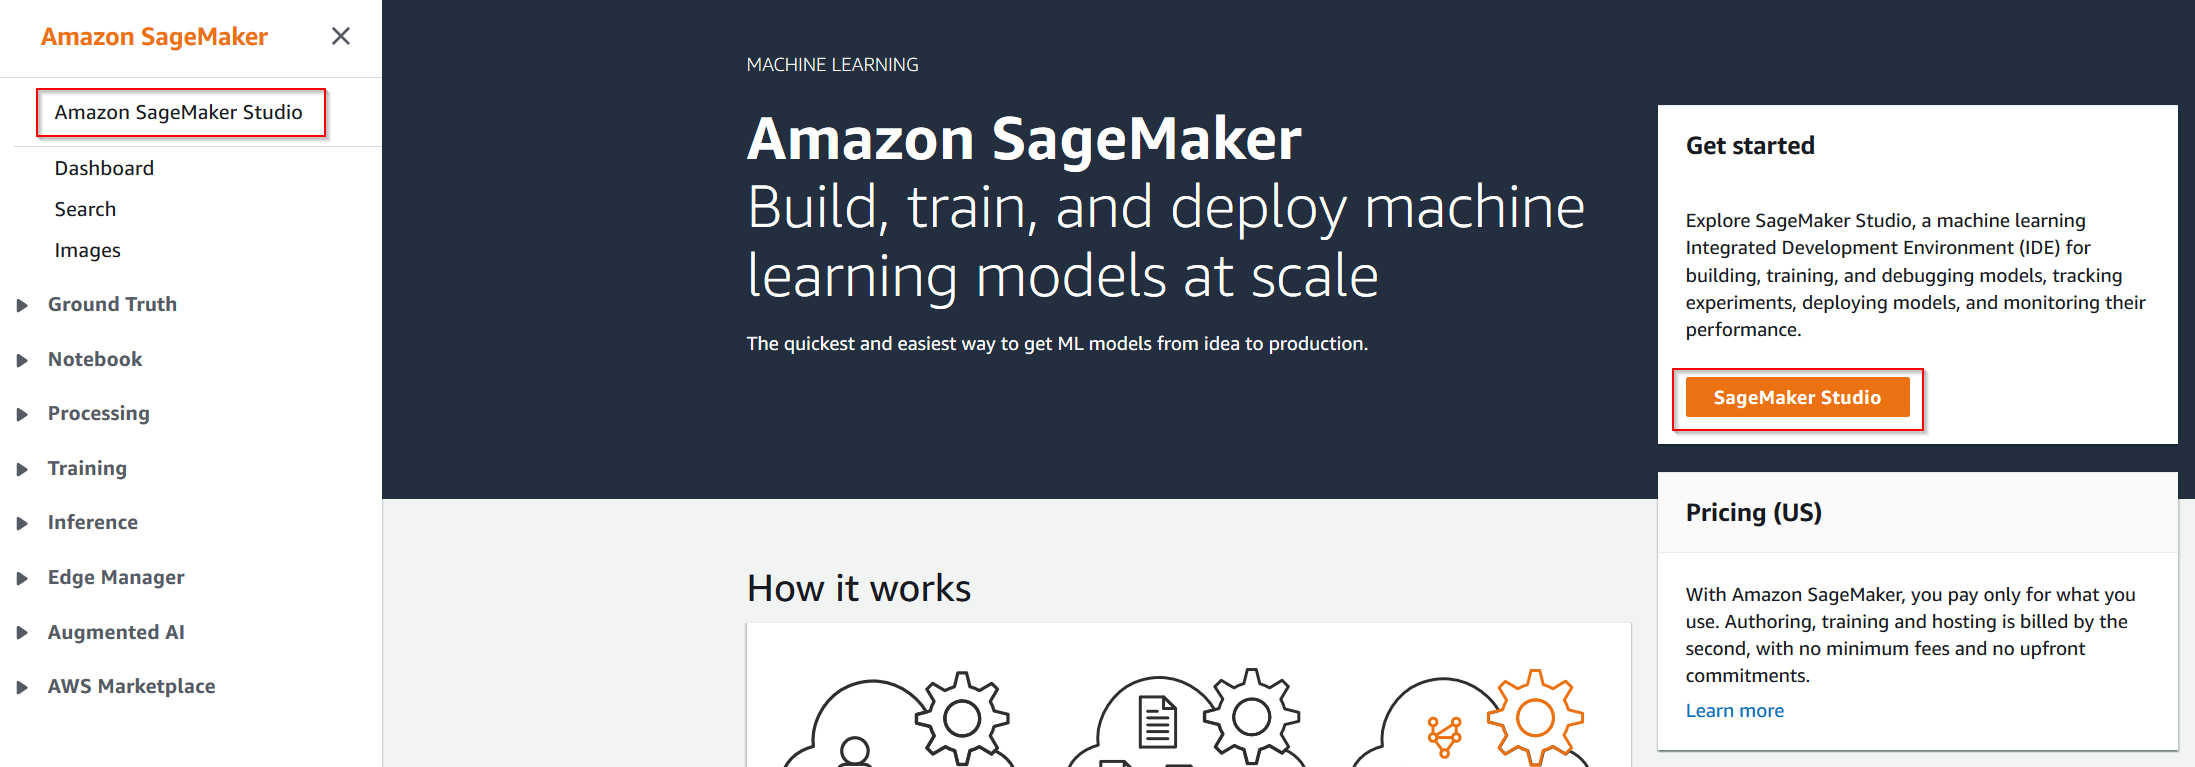 Amazon SageMaker
Amazon SageMaker Studio
Dashboard
Search
Images
Ground Truth
Notebook
Processing
Training
Inference
Edge Manager
Augmented AI
AWS Marketplace
MACHINE LEARNING
Amazon SageMaker
Build, train, and deploy machine
learning models at scale
The quickest and easiest way to get ML models from idea to production.
How it works
Get started
Explore SageMaker Studio, a machine learning
Integrated Development Environment (IDE) for
building, training, and debugging models, tracking
experiments, deploying models, and monitoring their
performance.
SageMaker Studio
Pricing (US)
With Amazon SageMaker, you pay only for what you
use. Authoring, training and hosting is billed by the
second, with no minimum fees and no upfront
commitments.
Learn more